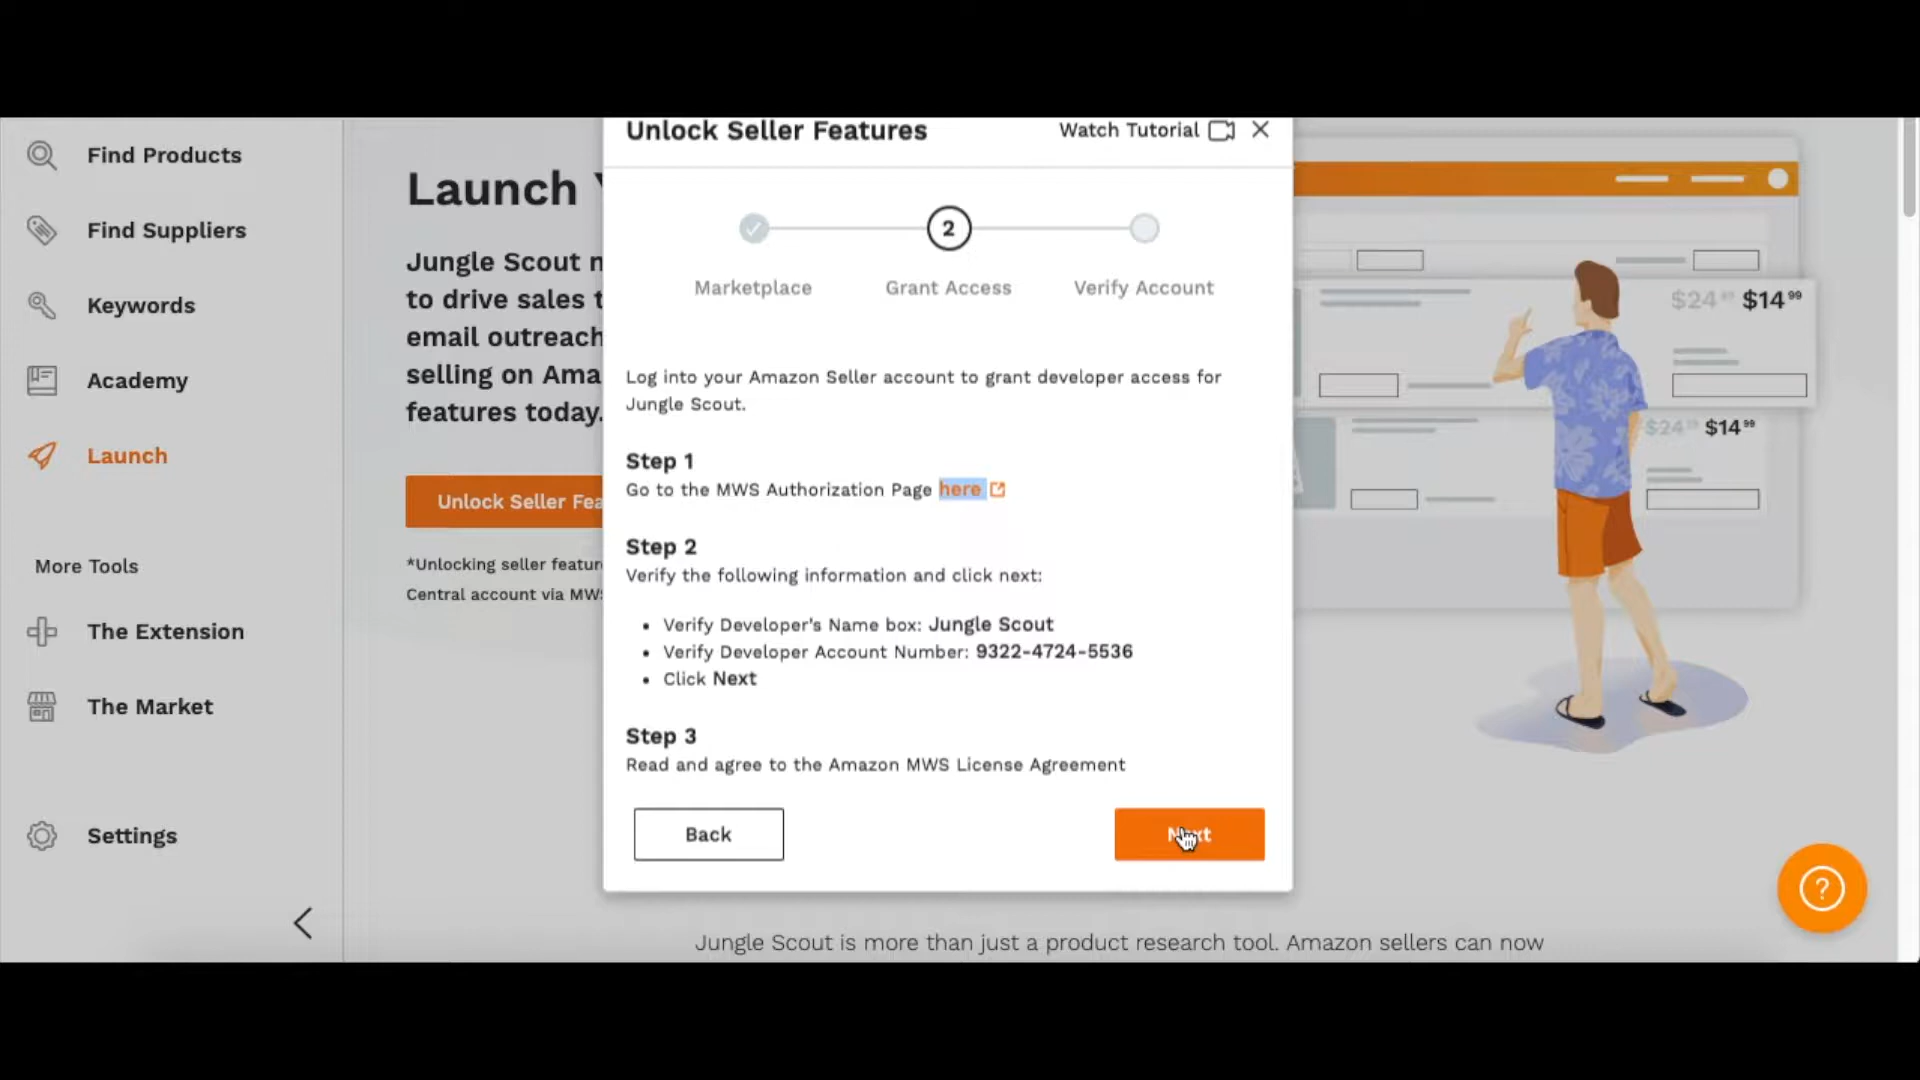 Find Products
Find Suppliers
Keywords
Academy
Launch
More Tools
The Extension
The Market
Settings
Launch
Jungle Scout
to drive sales
email outreach
selling on
features today.
Unlock Seller
*Unlocking seller
Central account via
Unlock Seller Features
Watch Tutorial
2
Marketplace
Grant Access
Verify Account
Log into your Amazon Seller account to grant developer access for
Jungle Scout.
Step 1
Go to the MWS Authorization Page here
Step 2
Verify the following information and click next:
• Verify Developer's Name box: Jungle Scout
• Verify Developer Account Number: 9322-4724-5536
• Click Next
Step 3
Read and agree to the Amazon MWS License Agreement
Back
Next
$24 $14.99
$24 $14.99
?
Jungle Scout is more than just a product research tool. Amazon sellers can now